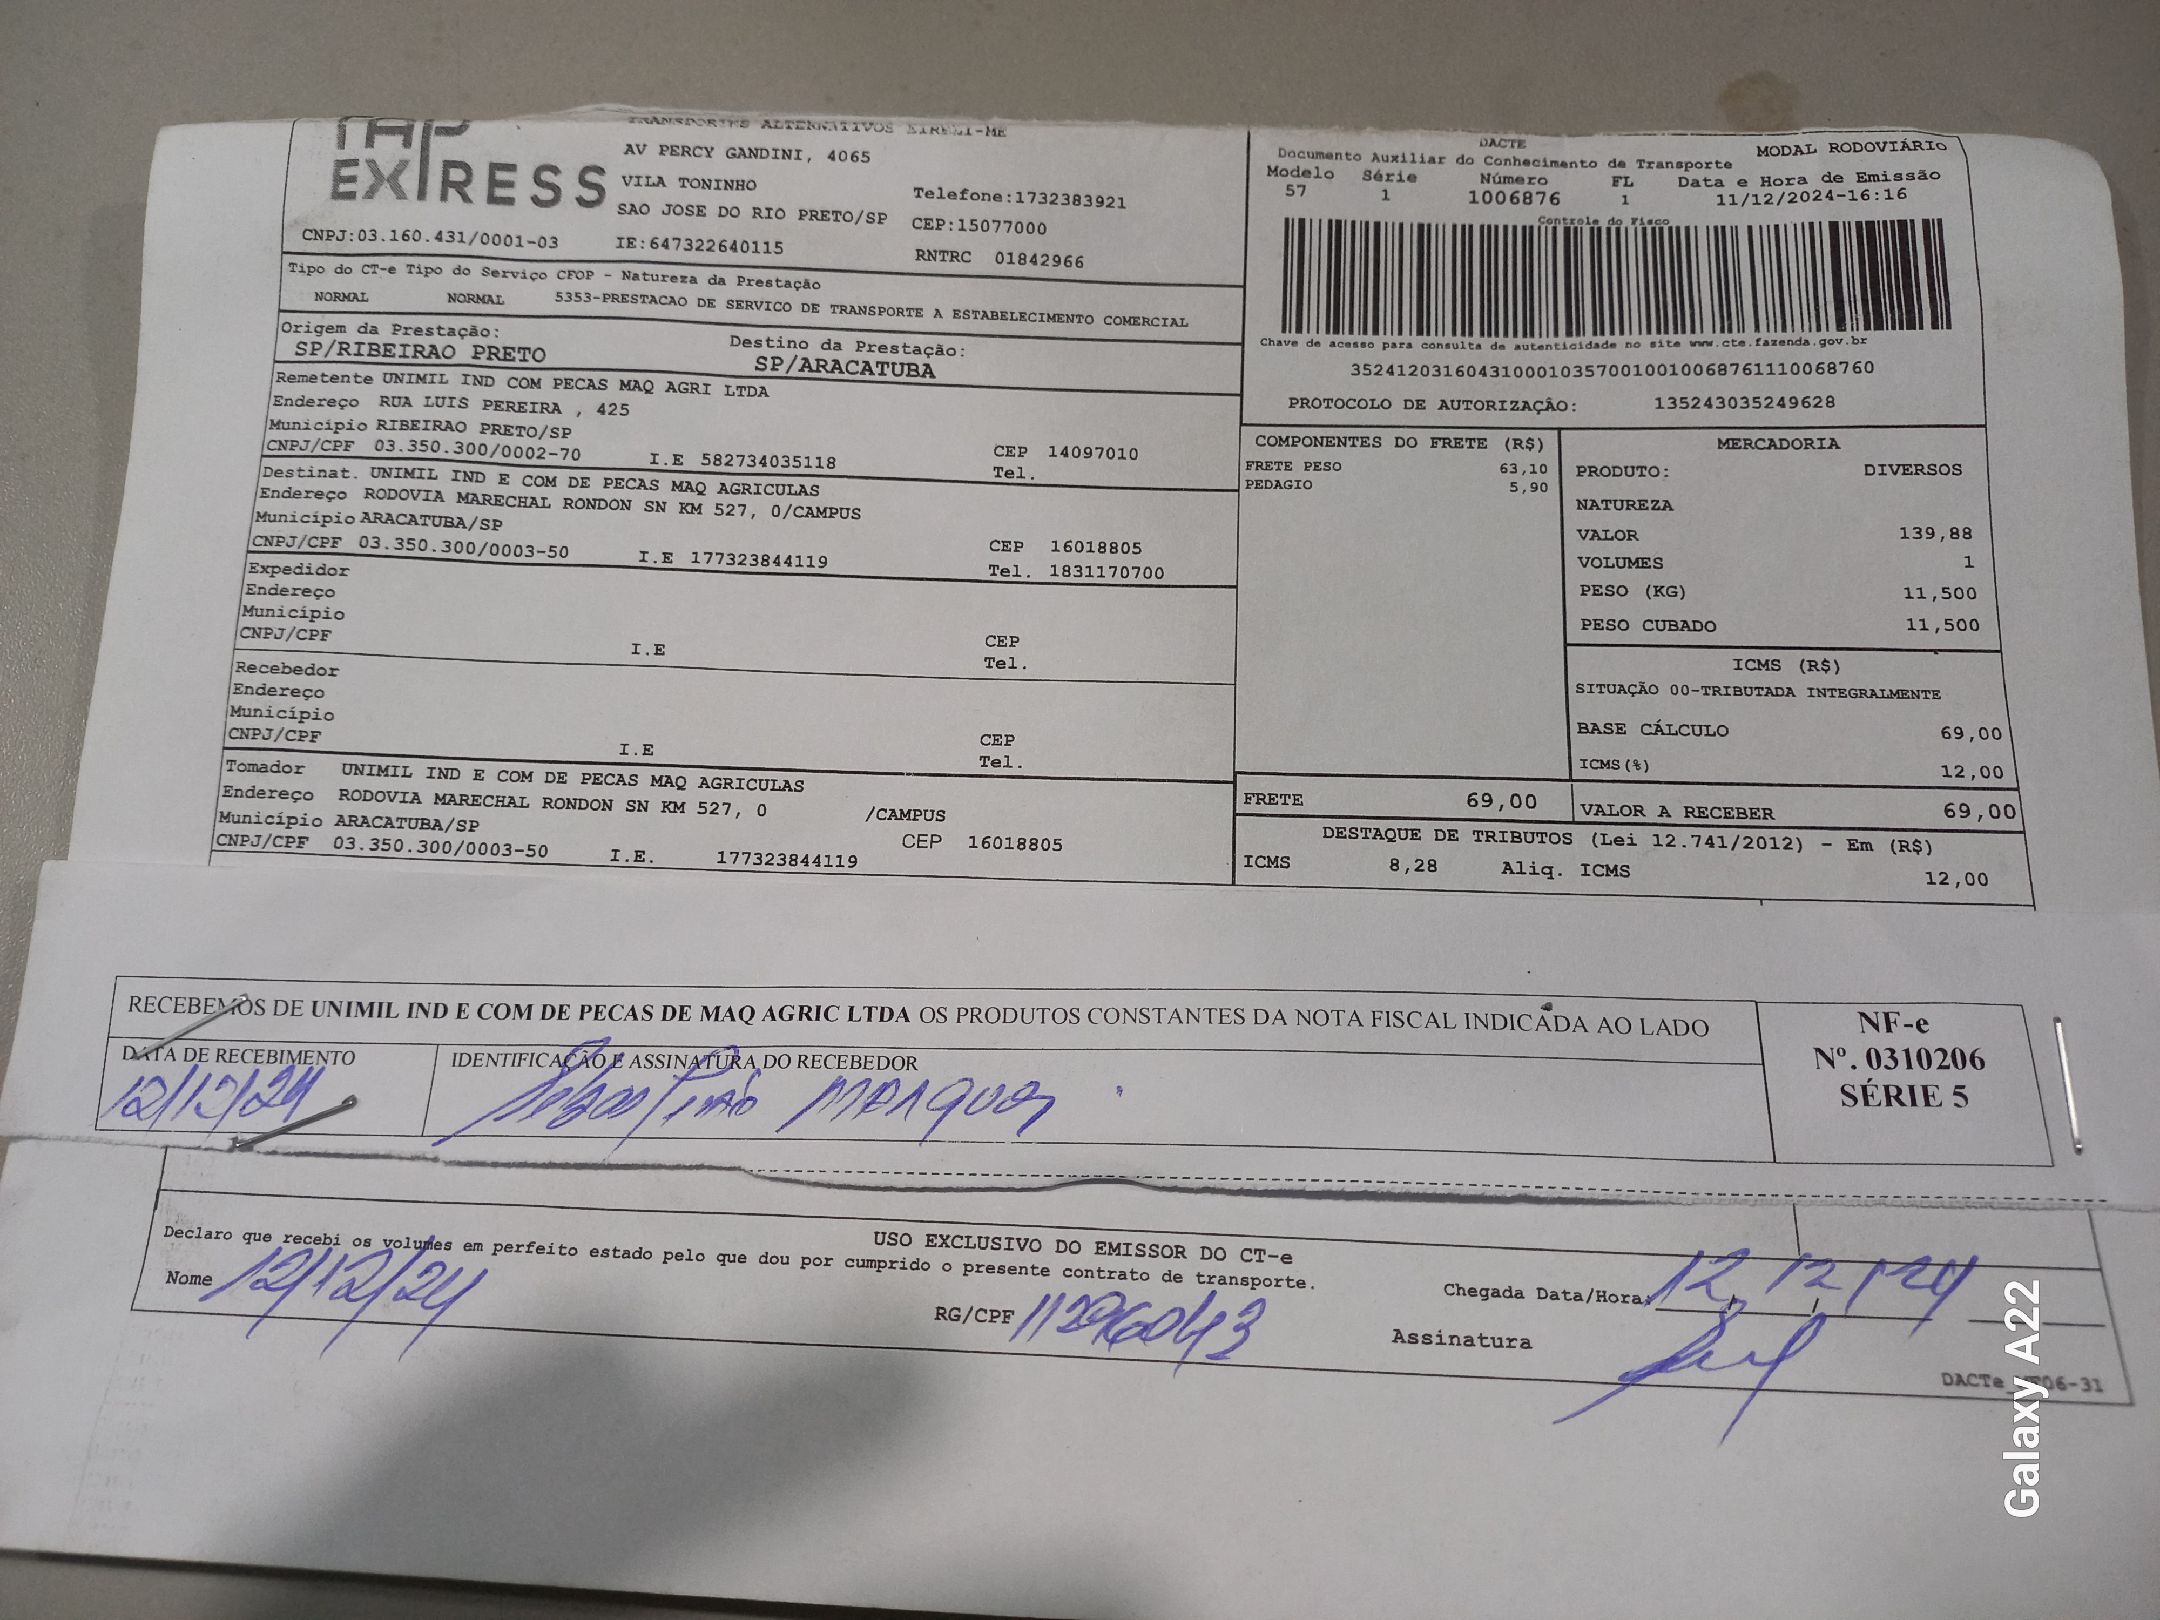 TAP
EXPRESS
TRANSPORTES ALTERNATIVOS EIRELI-ME
AV PERCY GANDINI, 4065
VILA TONINHO
SAO JOSE DO RIO PRETO/SP
Telefone:1732383921
CEP:15077000
CNPJ:03.160.431/0001-03 IE:647322640115 RNTRC 01842966
Tipo do CT-e Tipo do Serviço CFOP - Natureza da Prestação
NORMAL NORMAL 5353-PRESTACAO DE SERVICO DE TRANSPORTE A ESTABELECIMENTO COMERCIAL
Origem da Prestação: Destino da Prestação:
SP/RIBEIRAO PRETO SP/ARACATUBA
Remetente UNIMIL IND COM PECAS MAQ AGRI LTDA
Endereço RUA LUIS PEREIRA , 425
Município RIBEIRAO PRETO/SP CEP 14097010
CNPJ/CPF 03.350.300/0002-70 I.E 582734035118 Tel.
Destinat. UNIMIL IND E COM DE PECAS MAQ AGRICULAS
Endereço RODOVIA MARECHAL RONDON SN KM 527, 0/CAMPUS
Município ARACATUBA/SP CEP 16018805
CNPJ/CPF 03.350.300/0003-50 I.E 177323844119 Tel. 1831170700
Expedidor
Endereço
Município CEP
CNPJ/CPF I.E Tel.
Recebedor
Endereço
Município CEP
CNPJ/CPF I.E Tel.
Tomador UNIMIL IND E COM DE PECAS MAQ AGRICULAS
Endereço RODOVIA MARECHAL RONDON SN KM 527, 0 /CAMPUS
Município ARACATUBA/SP CEP 16018805
CNPJ/CPF 03.350.300/0003-50 I.E. 177323844119
DACTE MODAL RODOVIÁRIO
Documento Auxiliar do Conhecimento de Transporte
Modelo Série Número FL Data e Hora de Emissão
57 1 1006876 1 11/12/2024-16:16
Controle do Fisco
Chave de acesso para consulta de autenticidade no site www.cte.fazenda.gov.br
35241203160431000103570010010068761110068760
PROTOCOLO DE AUTORIZAÇÃO: 135243035249628
COMPONENTES DO FRETE (R$)
FRETE PESO 63,10
PEDAGIO 5,90
MERCADORIA
PRODUTO: DIVERSOS
NATUREZA
VALOR 139,88
VOLUMES 1
PESO (KG) 11,500
PESO CUBADO 11,500
ICMS (R$)
SITUAÇÃO 00-TRIBUTADA INTEGRALMENTE
BASE CÁLCULO 69,00
ICMS(%) 12,00
FRETE 69,00 VALOR A RECEBER 69,00
DESTAQUE DE TRIBUTOS (Lei 12.741/2012) - Em (R$)
ICMS 8,28 Aliq. ICMS 12,00
RECEBEMOS DE UNIMIL IND E COM DE PECAS DE MAQ AGRIC LTDA OS PRODUTOS CONSTANTES DA NOTA FISCAL INDICADA AO LADO
DATA DE RECEBIMENTO IDENTIFICAÇÃO E ASSINATURA DO RECEBEDOR
12/12/24 Marques
NF-e
Nº. 0310206
SÉRIE 5
USO EXCLUSIVO DO EMISSOR DO CT-e
Declaro que recebi os volumes em perfeito estado pelo que dou por cumprido o presente contrato de transporte.
Nome 12/12/24 RG/CPF Chegada Data/Hora: 12/12/24
Assinatura
Galaxy A22